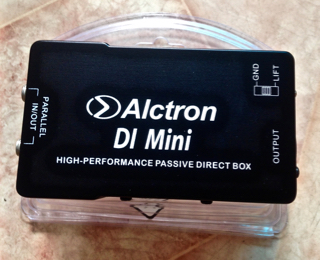 PARALLEL
IN/OUT
Alctron
DI Mini
HIGH-PERFORMANCE PASSIVE DIRECT BOX
GND
LIFT
OUTPUT